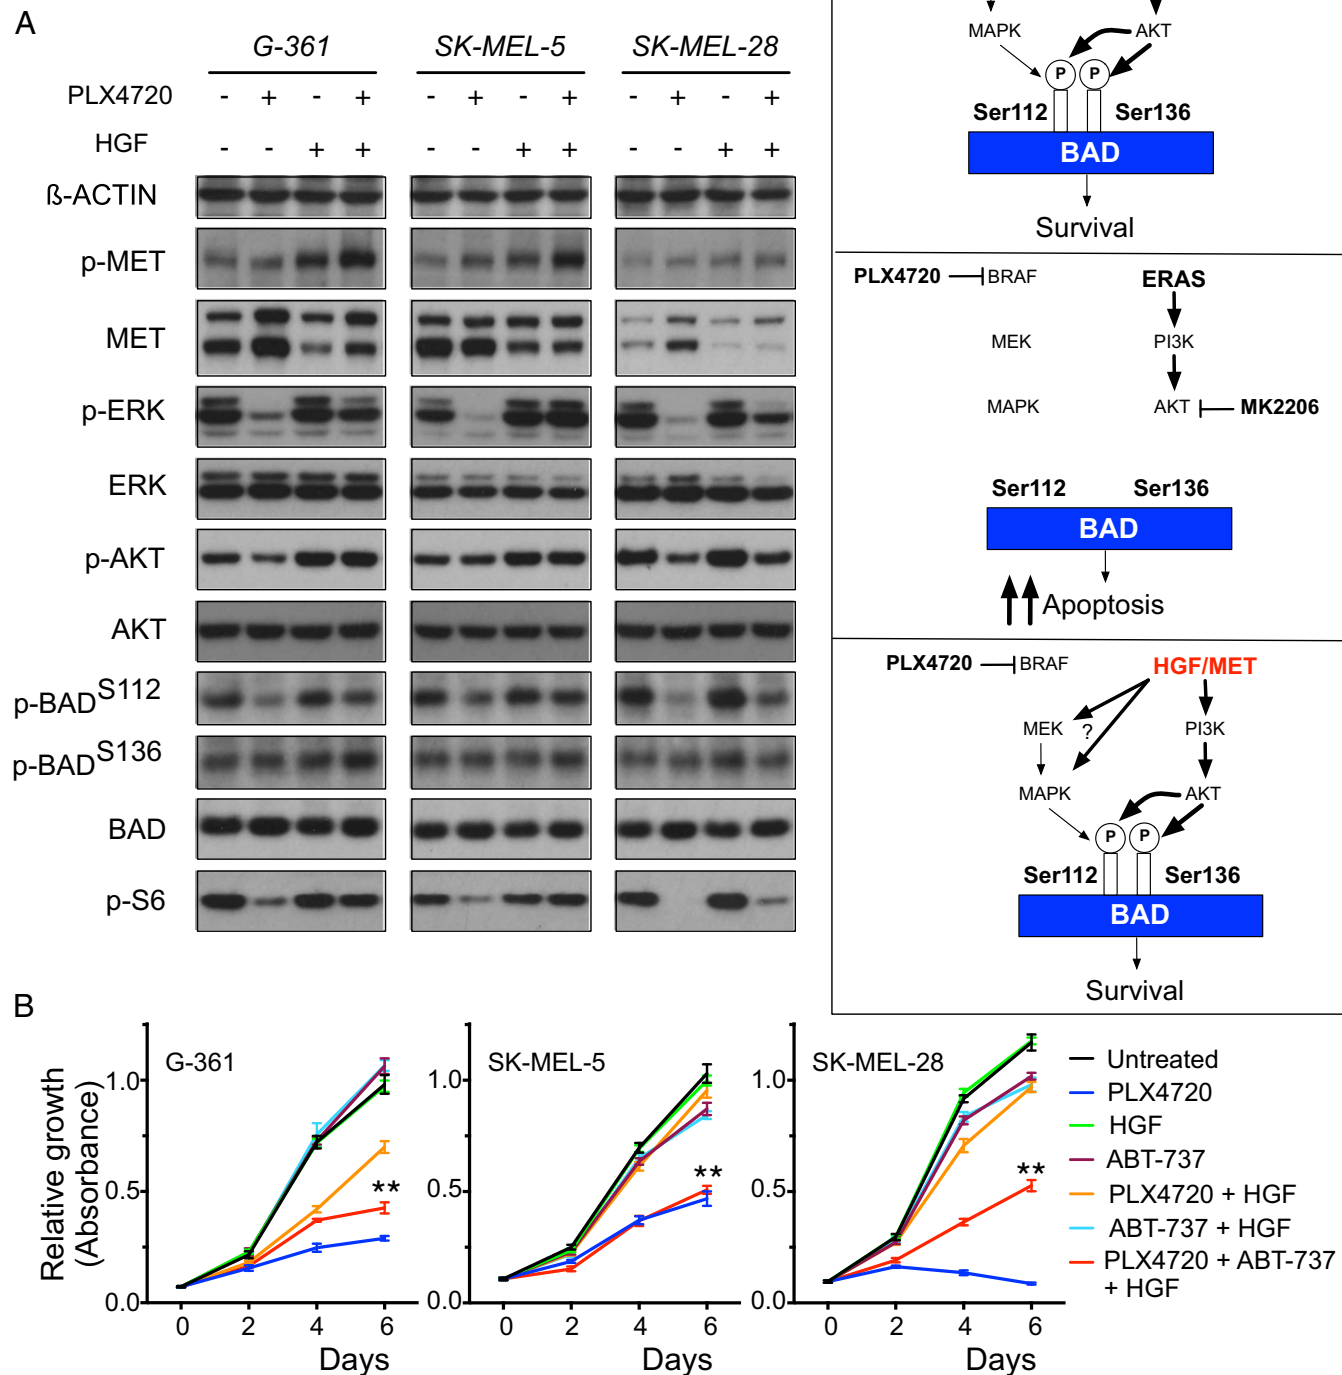 A
G-361 SK-MEL-5 SK-MEL-28
PLX4720 - + - + - + - + - + - +
HGF - - + + - - + + - - + +
ß-ACTIN
p-MET
MET
p-ERK
ERK
p-AKT
AKT
p-BAD S112
p-BAD S136
BAD
p-S6
MAPK AKT
P P
Ser112 Ser136
BAD
Survival
PLX4720 BRAF ERAS
MEK PI3K
MAPK AKT MK2206
Ser112 Ser136
BAD
Apoptosis
PLX4720 BRAF HGF/MET
MEK ? PI3K
MAPK AKT
P P
Ser112 Ser136
BAD
Survival
B
Relative growth
(Absorbance)
G-361
1.0
0.5
**
0.0
0 2 4 6
Days
SK-MEL-5
1.0
0.5
**
0.0
0 2 4 6
Days
SK-MEL-28
1.0
0.5
**
0.0
0 2 4 6
Days
Untreated
PLX4720
HGF
ABT-737
PLX4720 + HGF
ABT-737 + HGF
PLX4720 + ABT-737
+ HGF